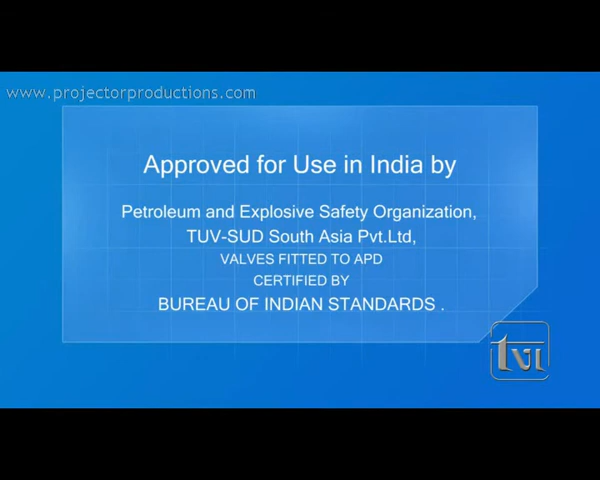 www.projectorproductions.com
Approved for Use in India by
Petroleum and Explosive Safety Organization,
TUV-SUD South Asia Pvt.Ltd,
VALVES FITTED TO APD
CERTIFIED BY
BUREAU OF INDIAN STANDARDS .
tvi